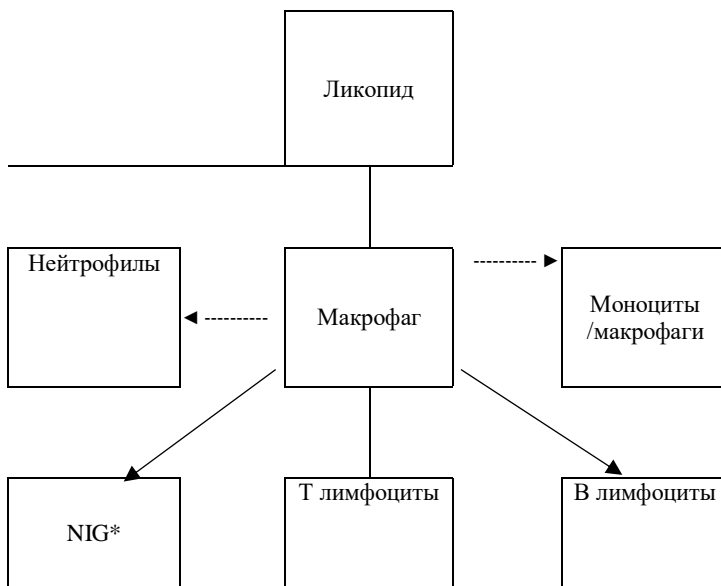 Ликопид
Нейтрофилы
Макрофаг
Моноциты
/макрофаги
NIG*
Т лимфоциты
В лимфоциты